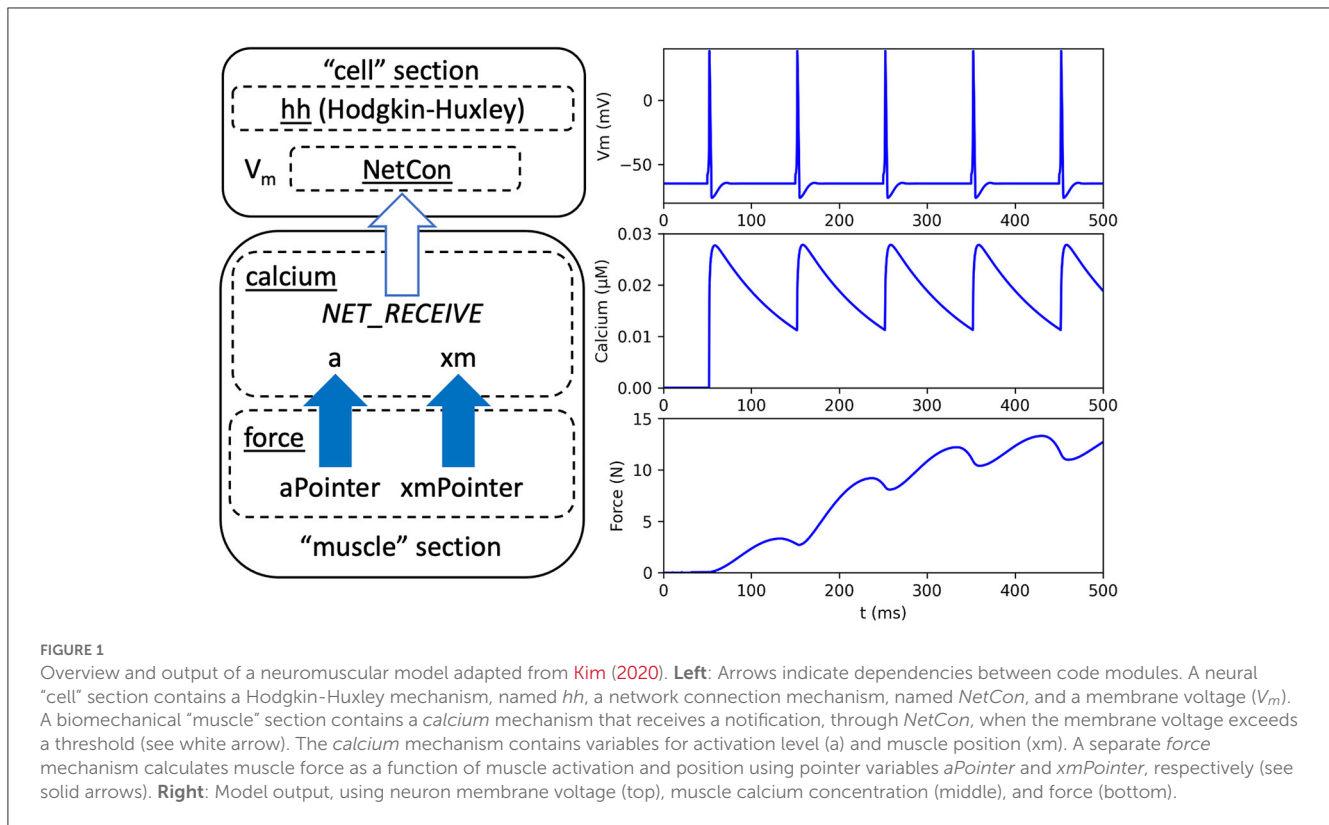 “cell” section
hh (Hodgkin-Huxley)
Vm NetCon
calcium
NET_RECEIVE
a xm
force
aPointer xmPointer
“muscle” section
Vm (mV)
0
−50
0 100 200 300 400 500
Calcium (μM)
0.03
0.02
0.01
0.00
0 100 200 300 400 500
Force (N)
15
10
5
0
0 100 200 300 400 500
t (ms)
FIGURE 1
Overview and output of a neuromuscular model adapted from Kim (2020). Left: Arrows indicate dependencies between code modules. A neural
“cell” section contains a Hodgkin-Huxley mechanism, named hh, a network connection mechanism, named NetCon, and a membrane voltage (Vm).
A biomechanical “muscle” section contains a calcium mechanism that receives a notification, through NetCon, when the membrane voltage exceeds
a threshold (see white arrow). The calcium mechanism contains variables for activation level (a) and muscle position (xm). A separate force
mechanism calculates muscle force as a function of muscle activation and position using pointer variables aPointer and xmPointer, respectively (see
solid arrows). Right: Model output, using neuron membrane voltage (top), muscle calcium concentration (middle), and force (bottom).